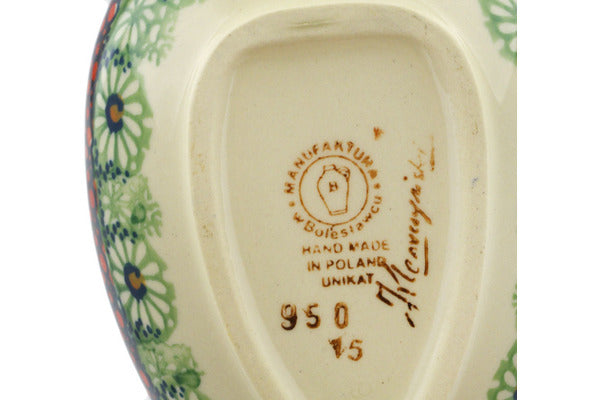 MANUFAKTURA
w Bolesławcu
B
HAND MADE
IN POLAND
UNIKAT
950
15